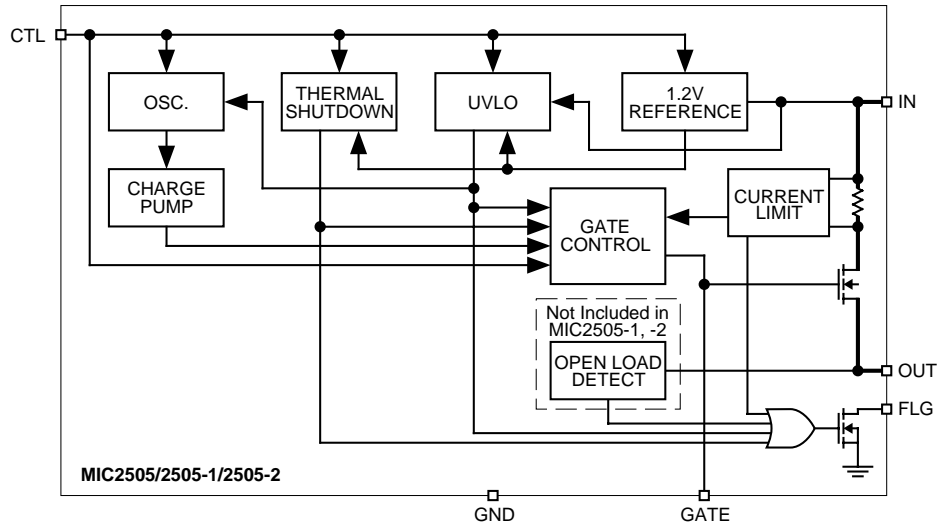 CTL
OSC.
THERMAL
SHUTDOWN
UVLO
1.2V
REFERENCE
IN
CHARGE
PUMP
GATE
CONTROL
CURRENT
LIMIT
Not Included in
MIC2505-1, -2
OPEN LOAD
DETECT
OUT
FLG
MIC2505/2505-1/2505-2
GND
GATE